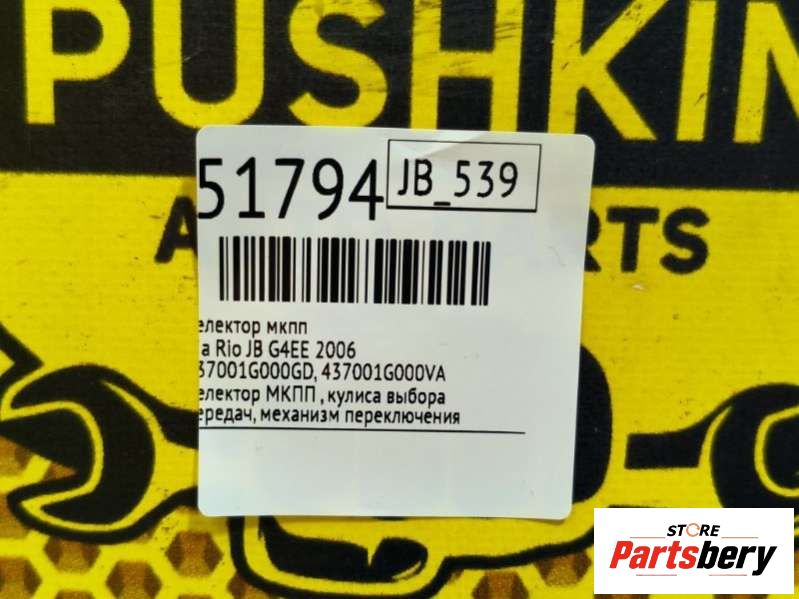 PUSHKIN
51794
JB_539
A
RTS
електор мкпп
a Rio JB G4EE 2006
37001G000GD, 437001G000VA
електор МКПП , кулиса выбора
ередач, механизм переключения
STORE
Partsbery